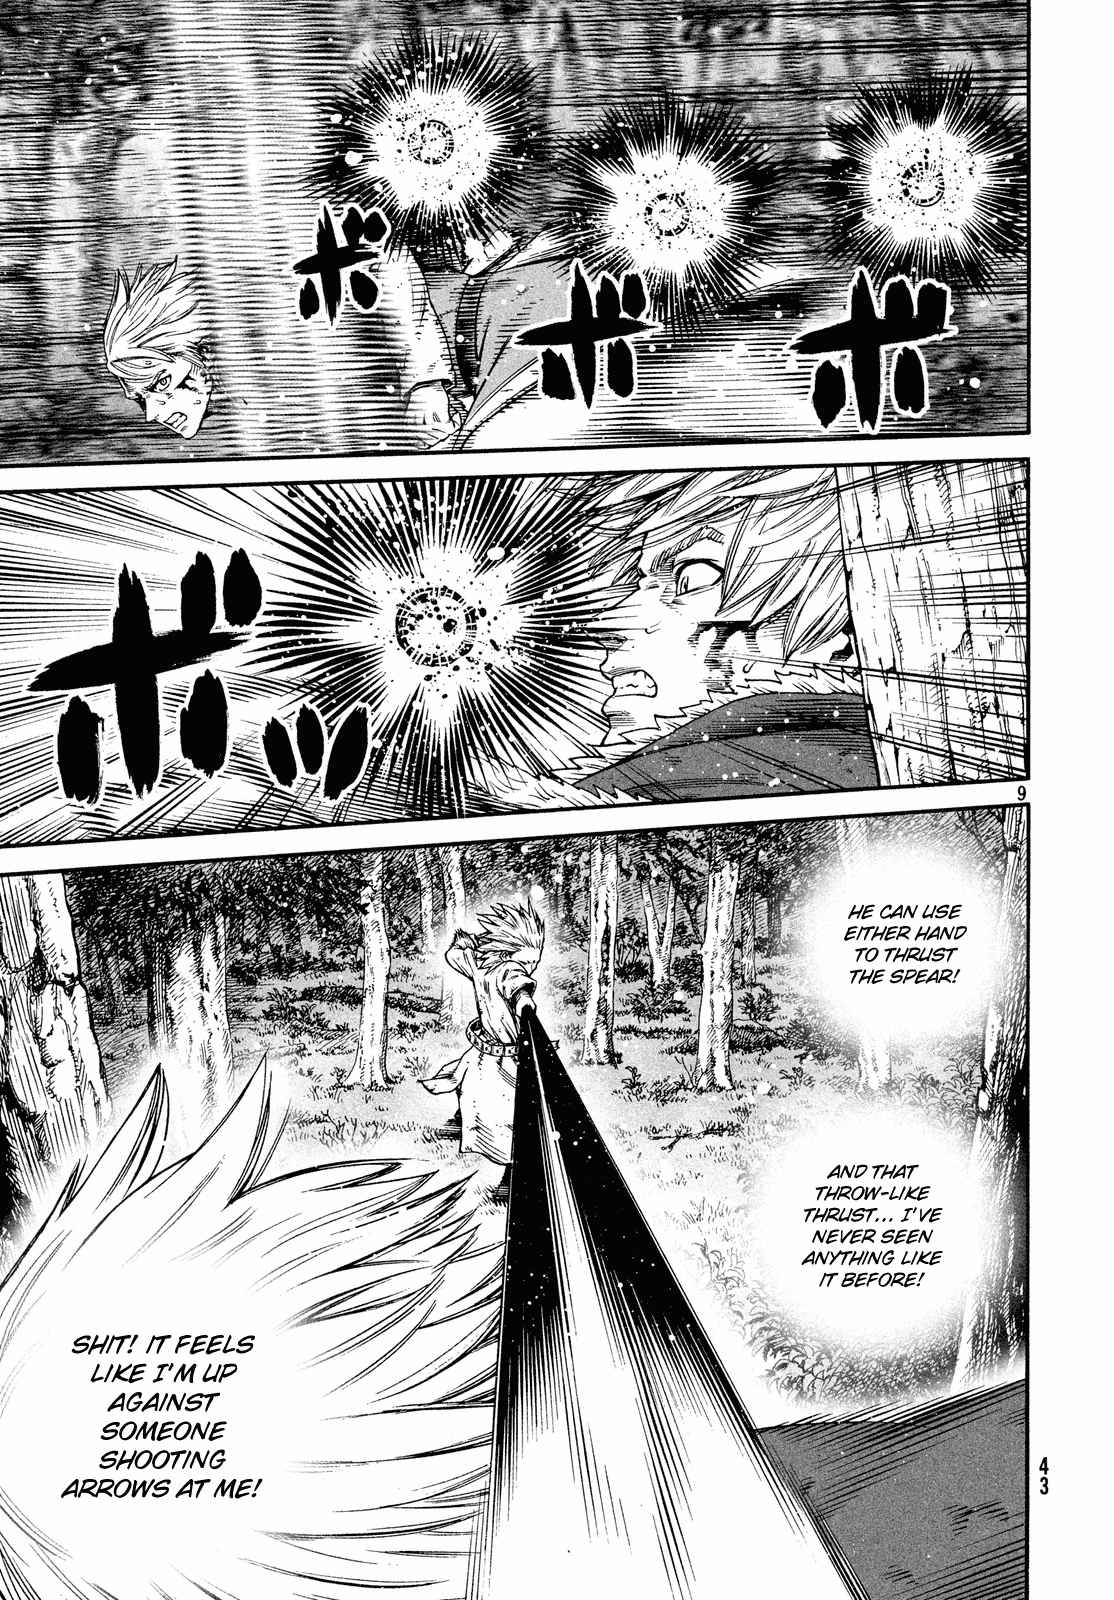 ボ
ボ
ボ
ボッ
9
HE CAN USE
EITHER HAND
TO THRUST
THE SPEAR!
AND THAT
THROW-LIKE
THRUST... I'VE
NEVER SEEN
ANYTHING LIKE
IT BEFORE!
SHIT! IT FEELS
LIKE I'M UP
AGAINST
SOMEONE
SHOOTING
ARROWS AT ME!
43